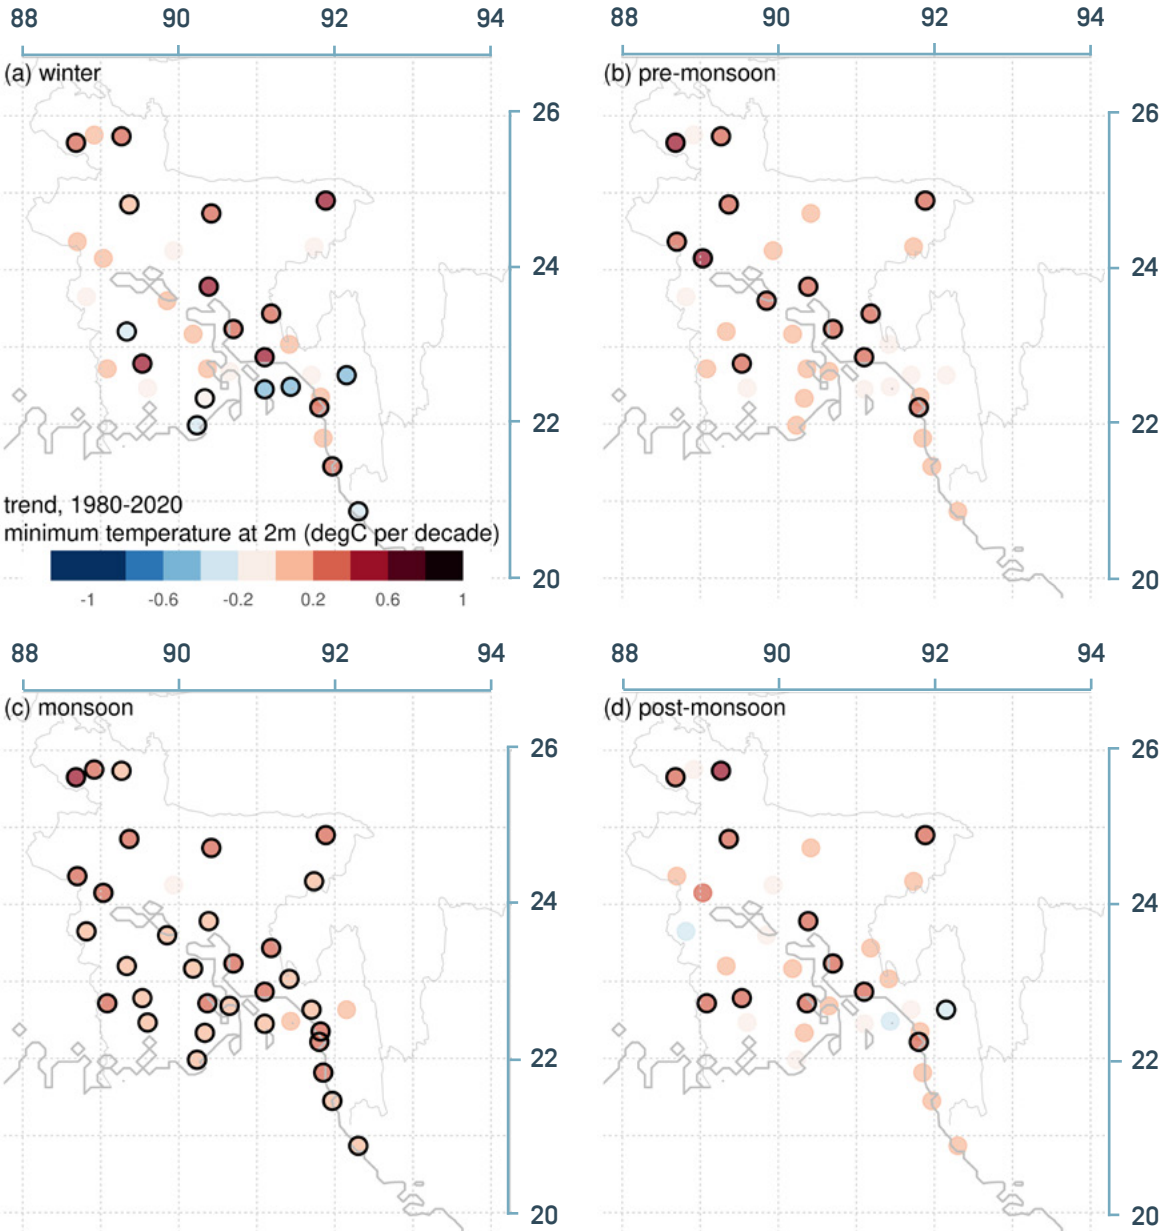 88 90 92 94
88 90 92 94
(a) winter
(b) pre-monsoon
26
26
24
24
22
22
trend, 1980-2020
minimum temperature at 2m (degC per decade)
20
20
-1 -0.6 -0.2 0.2 0.6 1
88 90 92 94
88 90 92 94
(c) monsoon
(d) post-monsoon
26
26
24
24
22
22
20
20